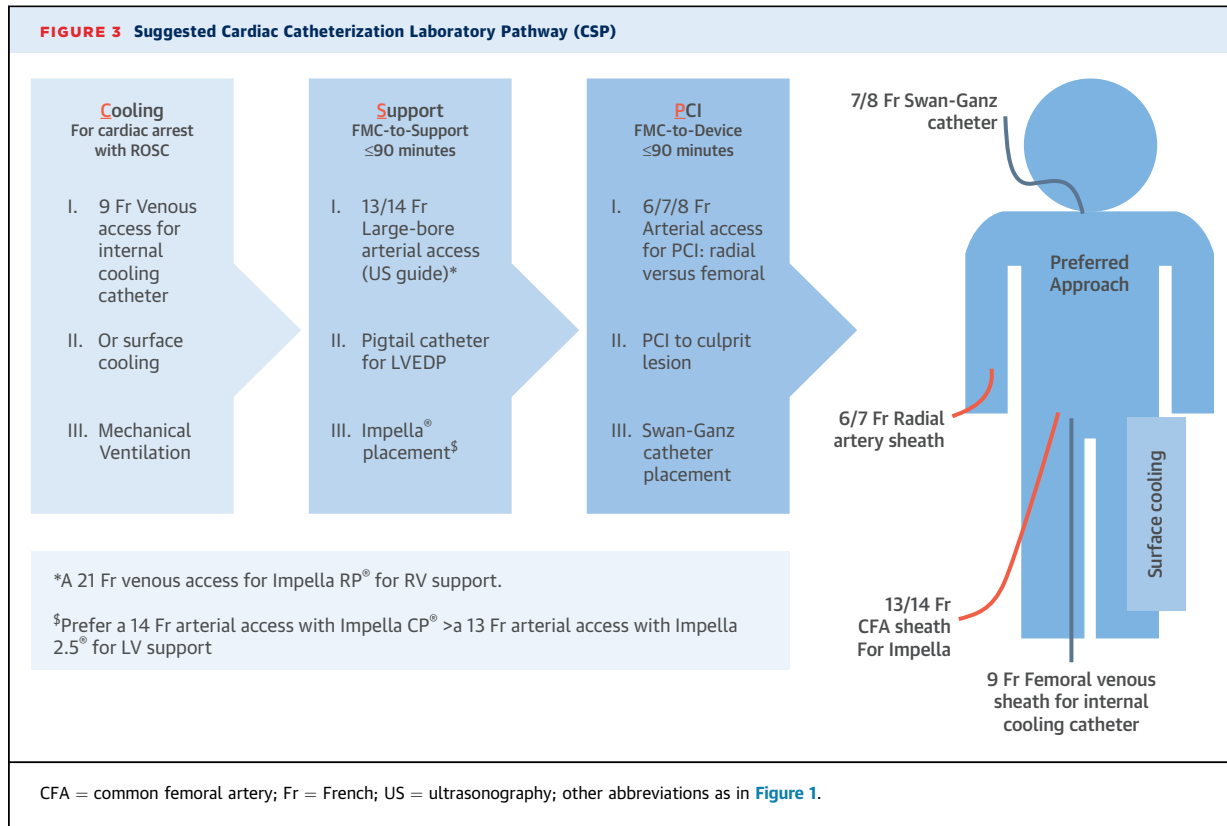 FIGURE 3 Suggested Cardiac Catheterization Laboratory Pathway (CSP)
Cooling
For cardiac arrest
with ROSC
I. 9 Fr Venous
access for
internal
cooling
catheter
II. Or surface
cooling
III. Mechanical
Ventilation
Support
FMC-to-Support
≤90 minutes
I. 13/14 Fr
Large-bore
arterial access
(US guide)*
II. Pigtail catheter
for LVEDP
III. Impella®
placement$
PCI
FMC-to-Device
≤90 minutes
I. 6/7/8 Fr
Arterial access
for PCI: radial
versus femoral
II. PCI to culprit
lesion
III. Swan-Ganz
catheter
placement
7/8 Fr Swan-Ganz
catheter
Preferred
Approach
6/7 Fr Radial
artery sheath
Surface cooling
13/14 Fr
CFA sheath
For Impella
9 Fr Femoral venous
sheath for internal
cooling catheter
*A 21 Fr venous access for Impella RP® for RV support.
$Prefer a 14 Fr arterial access with Impella CP® >a 13 Fr arterial access with Impella
2.5® for LV support
CFA = common femoral artery; Fr = French; US = ultrasonography; other abbreviations as in Figure 1.